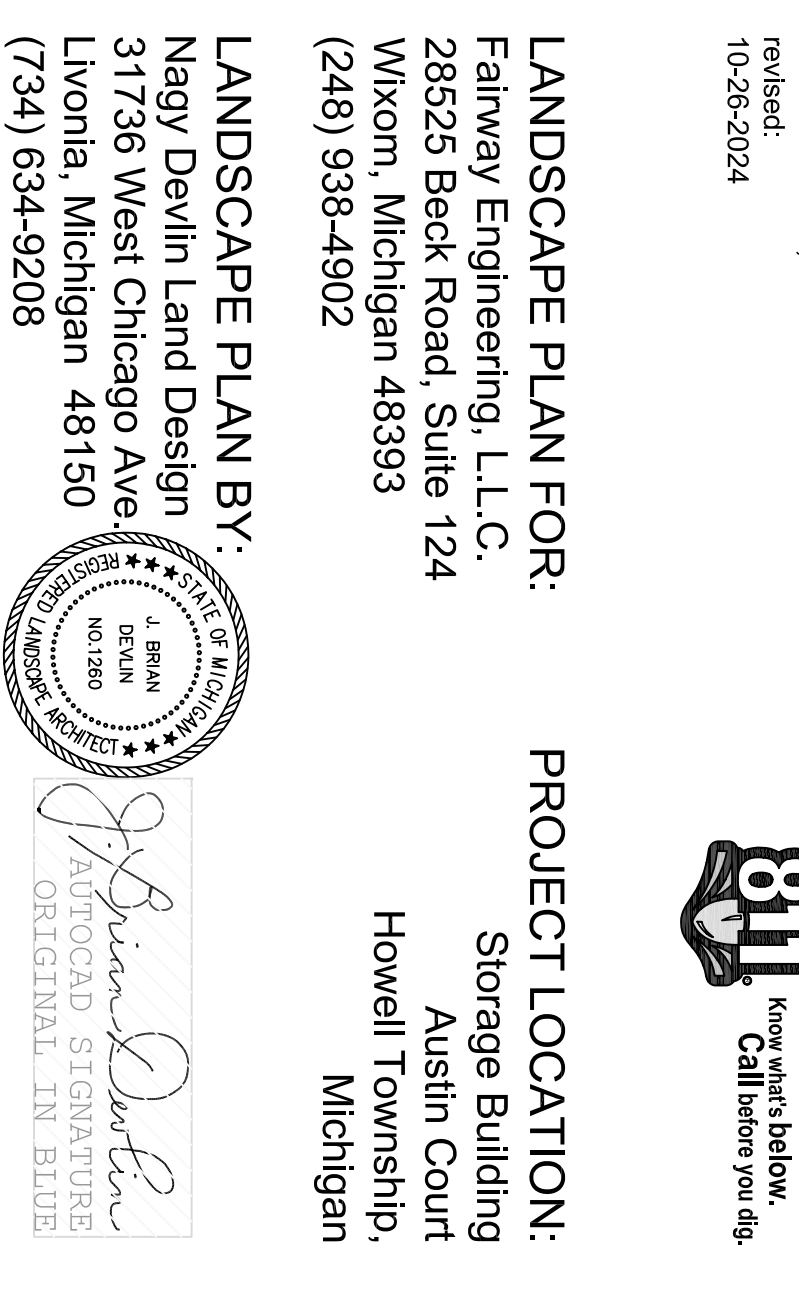 revised:
10-26-2024
811
Know what's below.
Call before you dig.
LANDSCAPE PLAN FOR:
Fairway Engineering, L.L.C.
28525 Beck Road, Suite 124
Wixom, Michigan 48393
(248) 938-4902
PROJECT LOCATION:
Storage Building
Austin Court
Howell Township,
Michigan
LANDSCAPE PLAN BY:
Nagy Devlin Land Design
31736 West Chicago Ave.
Livonia, Michigan 48150
(734) 634-9208
STATE OF MICHIGAN
J. BRIAN
DEVLIN
NO.1260
REGISTERED LANDSCAPE ARCHITECT
J. Brian Devlin
AUTOCAD SIGNATURE
ORIGINAL IN BLUE